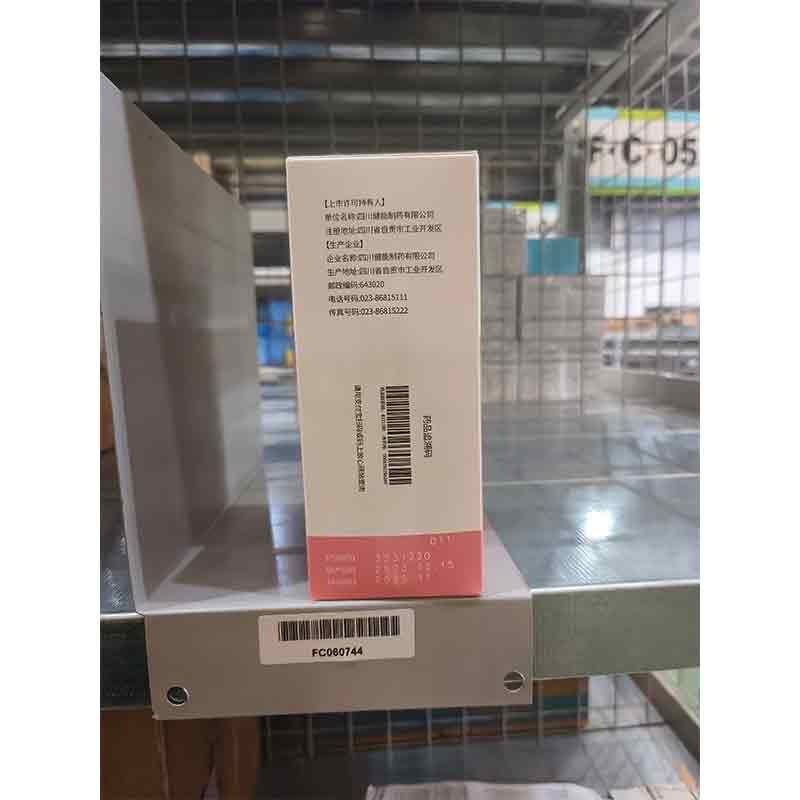 F·C·05
【上市许可持有人】
单位名称:四川健能制药有限公司
注册地址:四川省自贡市工业开发区
【生产企业】
企业名称:四川健能制药有限公司
生产地址:四川省自贡市工业开发区
邮政编码:643020
电话号码:023-86815111
传真号码:023-86815222
药品追溯码
011
FC060744